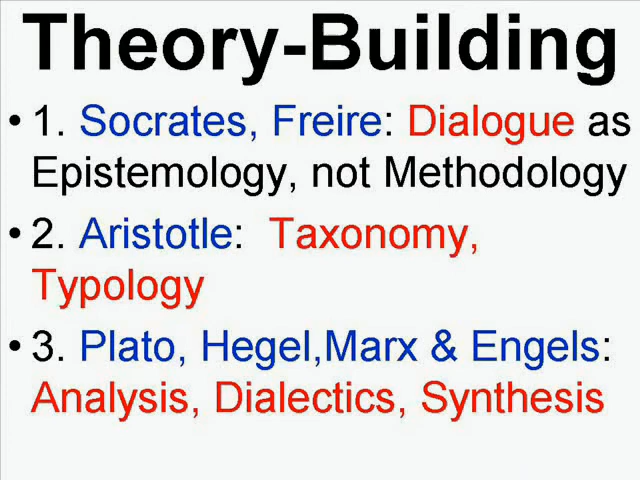 Theory-Building
• 1. Socrates, Freire: Dialogue as
Epistemology, not Methodology
• 2. Aristotle: Taxonomy,
Typology
• 3. Plato, Hegel,Marx & Engels:
Analysis, Dialectics, Synthesis